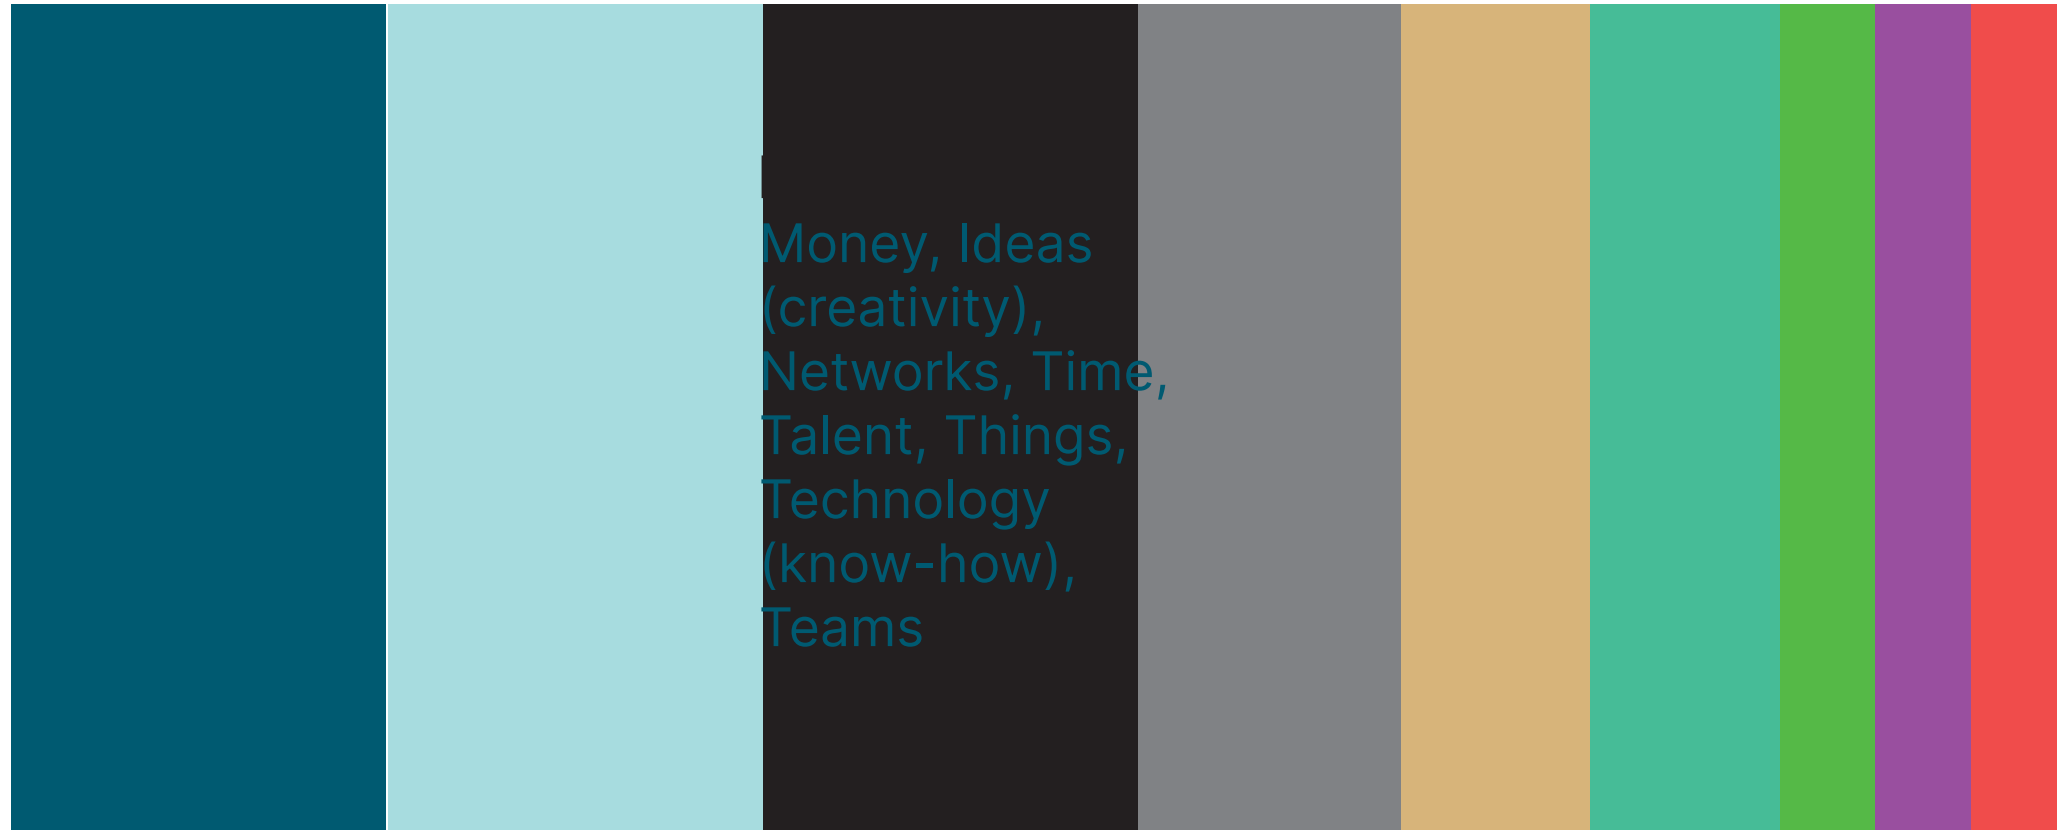 Money, Ideas
(creativity),
Networks, Time,
Talent, Things,
Technology
(know-how),
Teams